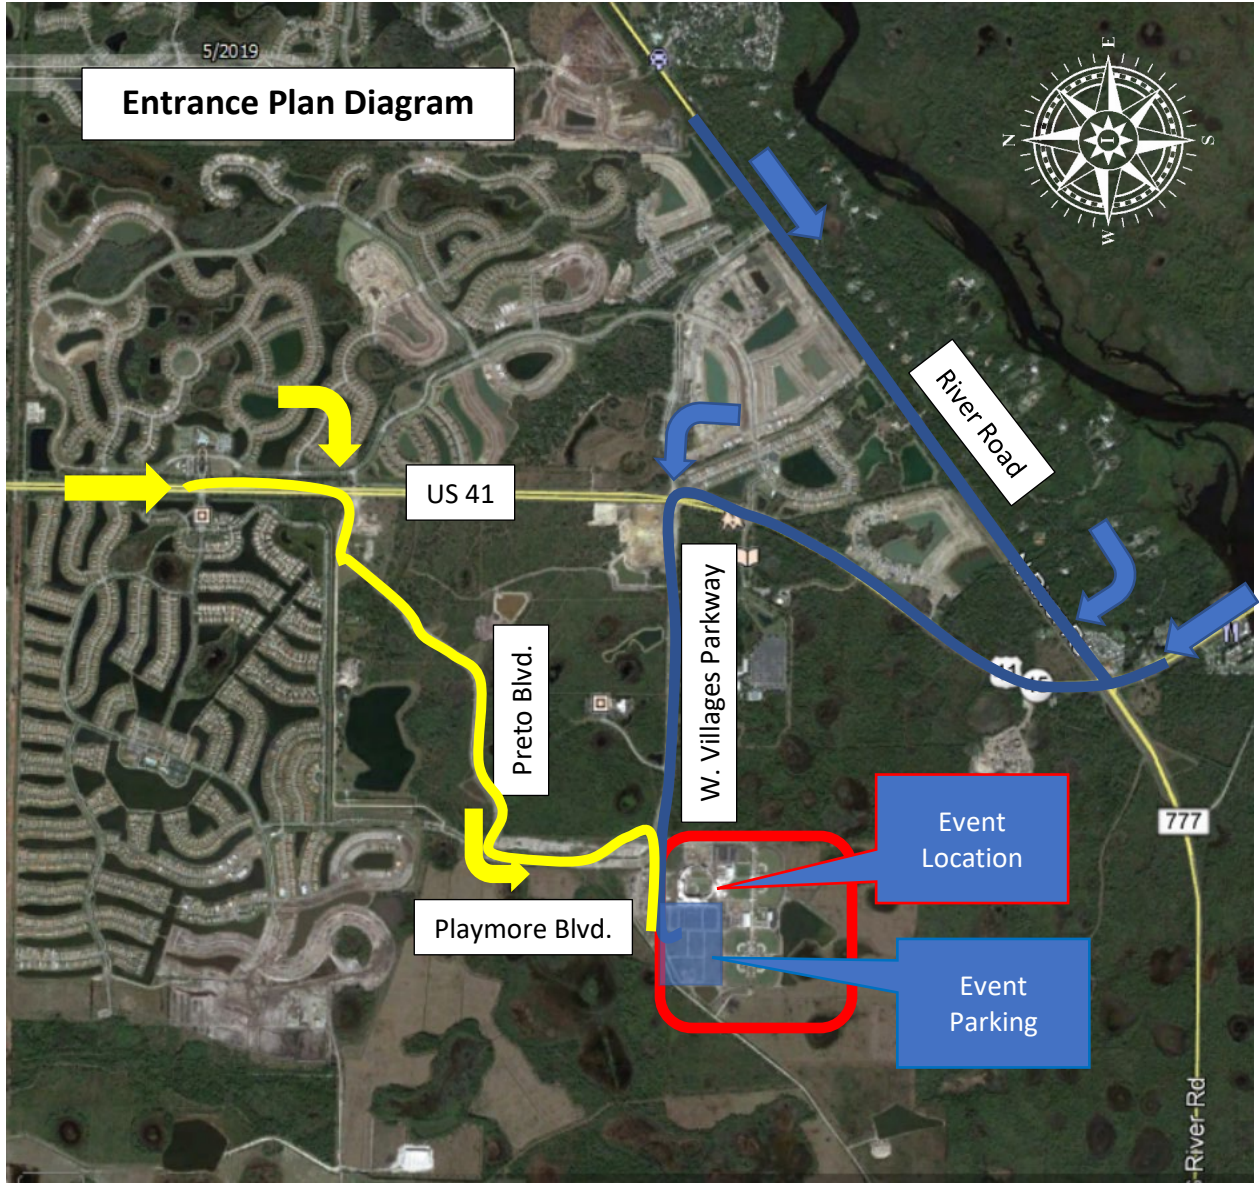 5/2019
Entrance Plan Diagram
E
N
S
W
I
River Road
US 41
W. Villages Parkway
Preto Blvd.
777
Event
Location
Playmore Blvd.
Event
Parking
River-Rd